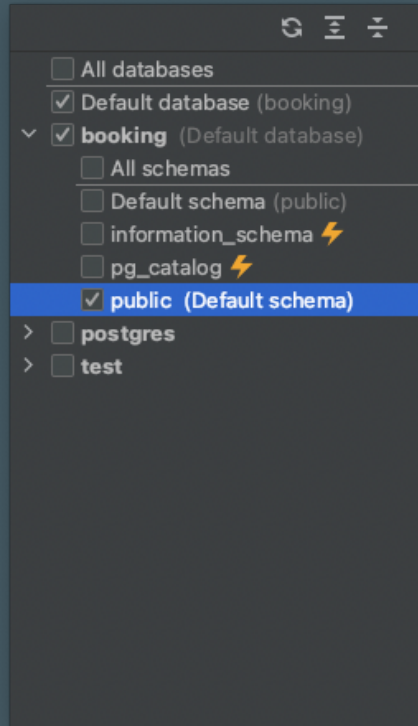 All databases
Default database (booking)
booking (Default database)
All schemas
Default schema (public)
information_schema
pg_catalog
public (Default schema)
postgres
test